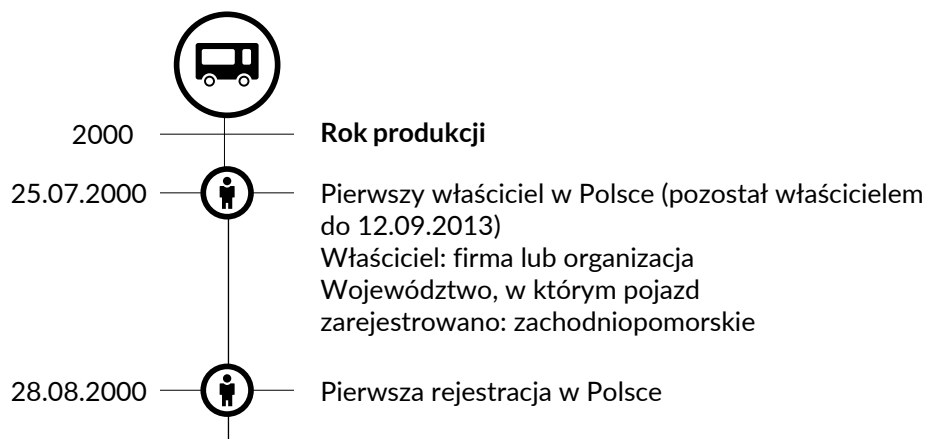 2000 Rok produkcji
25.07.2000 Pierwszy właściciel w Polsce (pozostał właścicielem
do 12.09.2013)
Właściciel: firma lub organizacja
Województwo, w którym pojazd
zarejestrowano: zachodniopomorskie
28.08.2000 Pierwsza rejestracja w Polsce